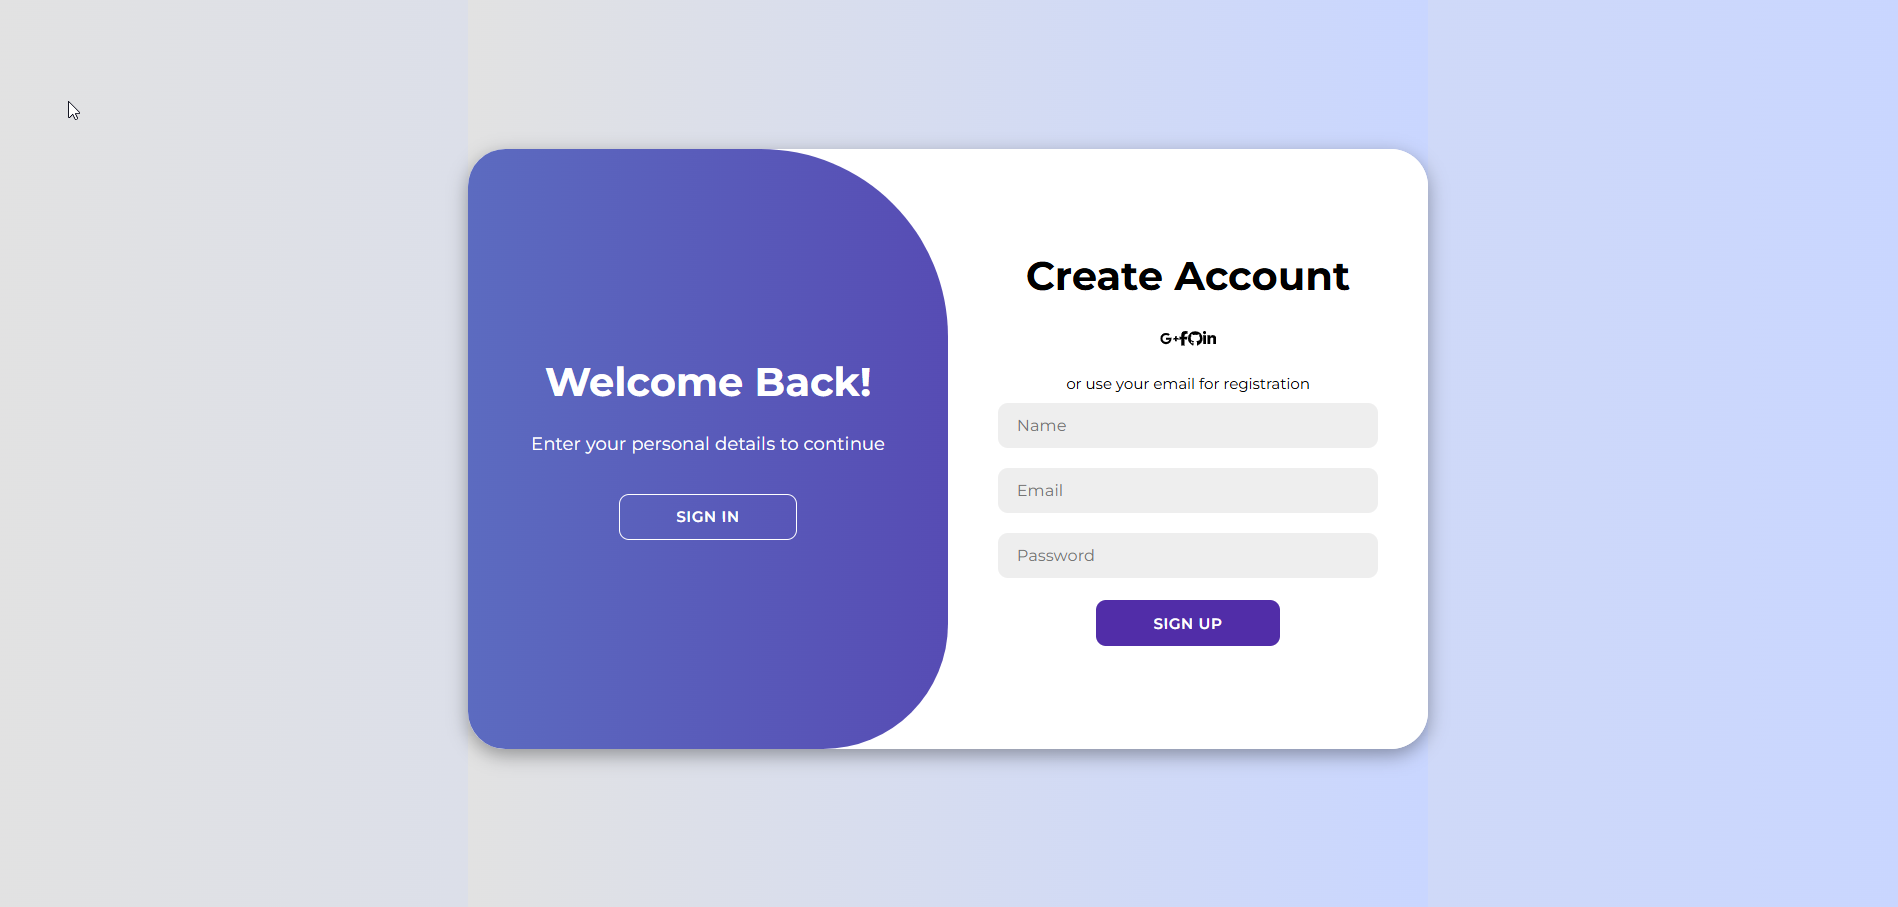 Welcome Back!
Enter your personal details to continue
SIGN IN
Create Account
G+ f in
or use your email for registration
Name
Email
Password
SIGN UP